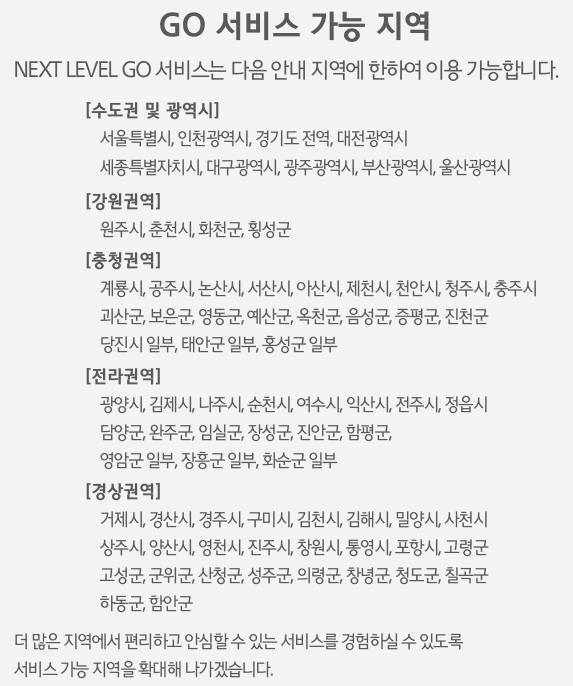 GO 서비스 가능 지역
NEXT LEVEL GO 서비스는 다음 안내 지역에 한하여 이용 가능합니다.
[수도권 및 광역시]
서울특별시, 인천광역시, 경기도 전역, 대전광역시
세종특별자치시, 대구광역시, 광주광역시, 부산광역시, 울산광역시
[강원권역]
원주시, 춘천시, 화천군, 횡성군
[충청권역]
계룡시, 공주시, 논산시, 서산시, 아산시, 제천시, 천안시, 청주시, 충주시
괴산군, 보은군, 영동군, 예산군, 옥천군, 음성군, 증평군, 진천군
당진시 일부, 태안군 일부, 홍성군 일부
[전라권역]
광양시, 김제시, 나주시, 순천시, 여수시, 익산시, 전주시, 정읍시
담양군, 완주군, 임실군, 장성군, 진안군, 함평군,
영암군 일부, 장흥군 일부, 화순군 일부
[경상권역]
거제시, 경산시, 경주시, 구미시, 김천시, 김해시, 밀양시, 사천시
상주시, 양산시, 영천시, 진주시, 창원시, 통영시, 포항시, 고령군
고성군, 군위군, 산청군, 성주군, 의령군, 창녕군, 청도군, 칠곡군
하동군, 함안군
더 많은 지역에서 편리하고 안심할 수 있는 서비스를 경험하실 수 있도록
서비스 가능 지역을 확대해 나가겠습니다.